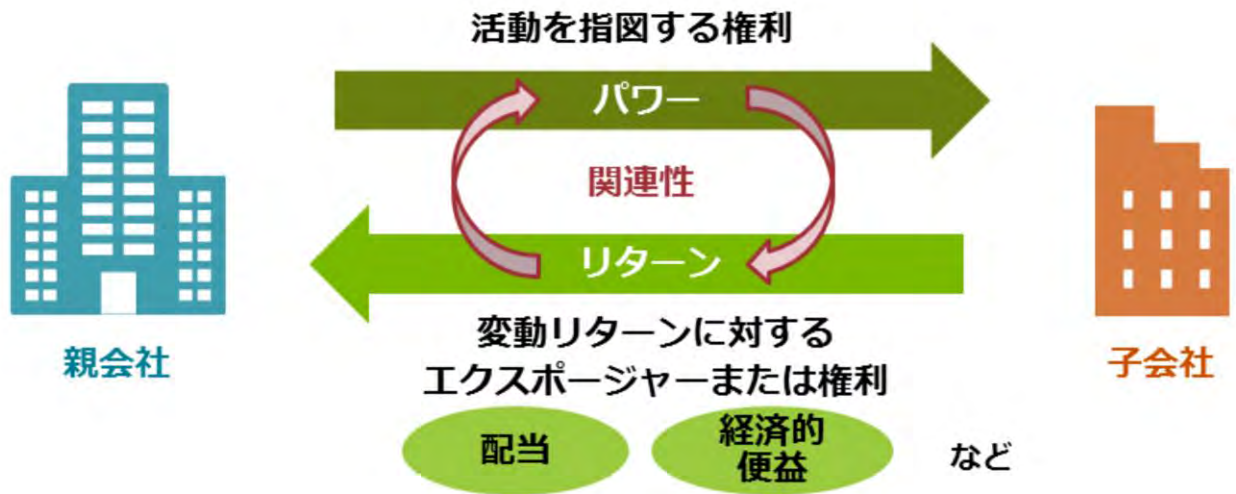 活動を指図する権利
パワー
関連性
リターン
親会社
子会社
変動リターンに対する
エクスポージャーまたは権利
配当
経済的
便益
など